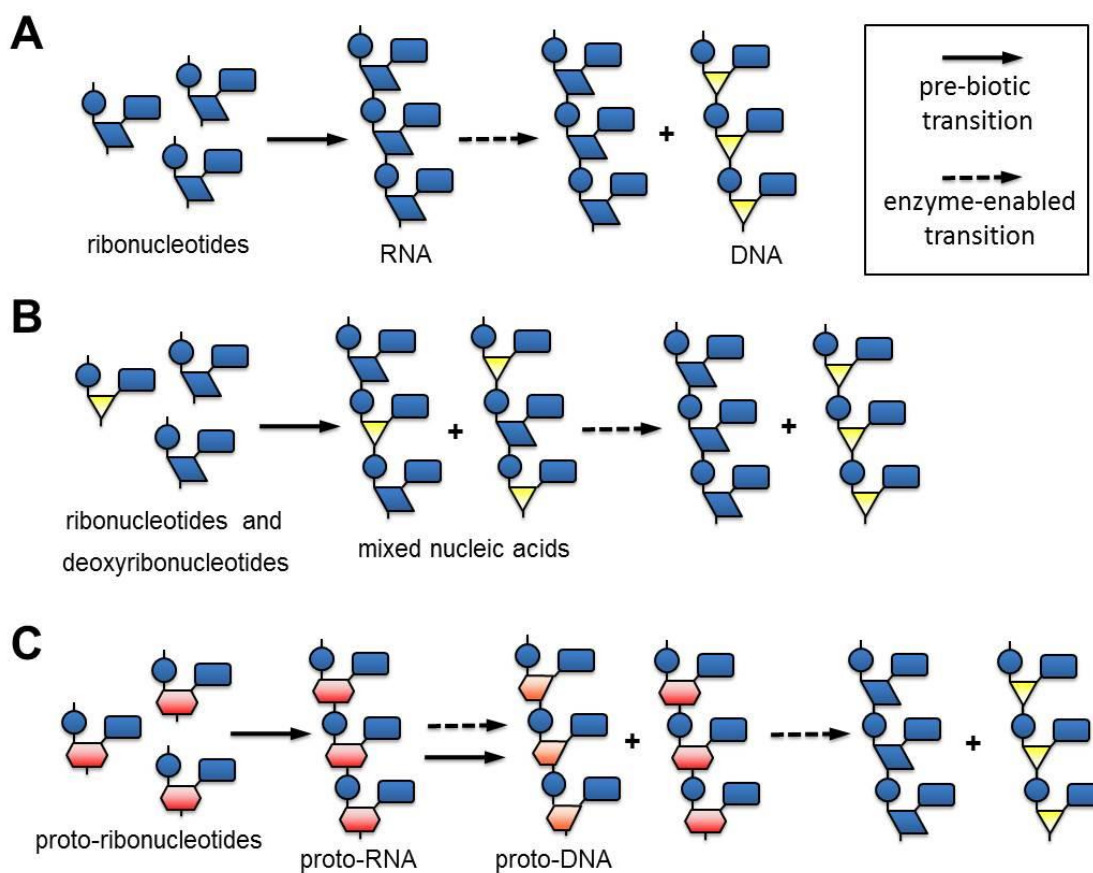 A
ribonucleotides
RNA
+
DNA
pre-biotic
transition
enzyme-enabled
transition
B
ribonucleotides and
deoxyribonucleotides
+
mixed nucleic acids
+
C
proto-ribonucleotides
proto-RNA
+
proto-DNA
+